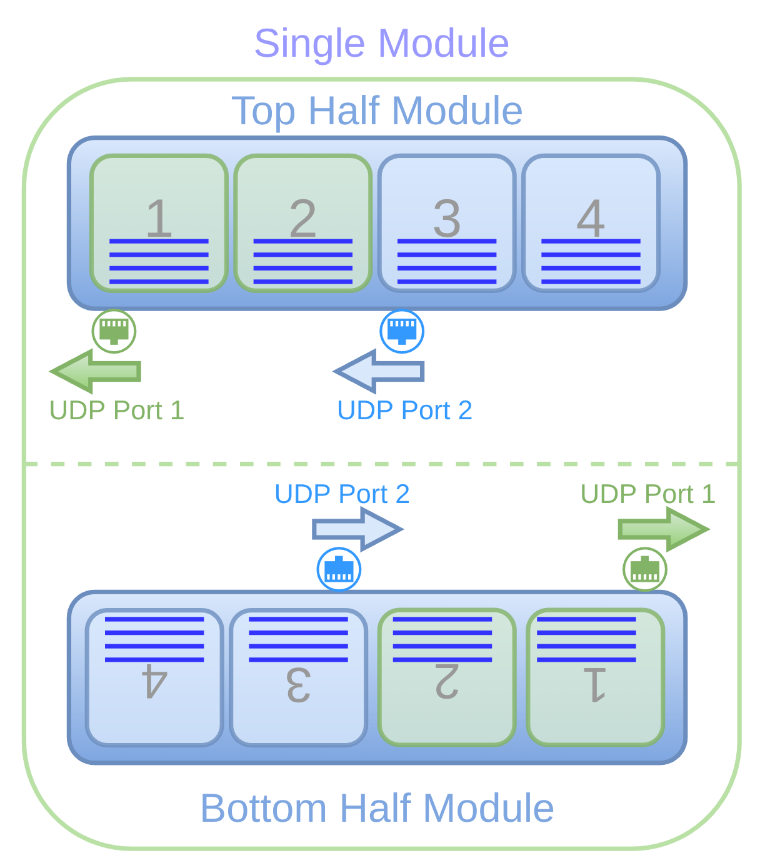 Single Module
Top Half Module
1 2 3 4
UDP Port 1 UDP Port 2
UDP Port 2 UDP Port 1
4 3 2 1
Bottom Half Module